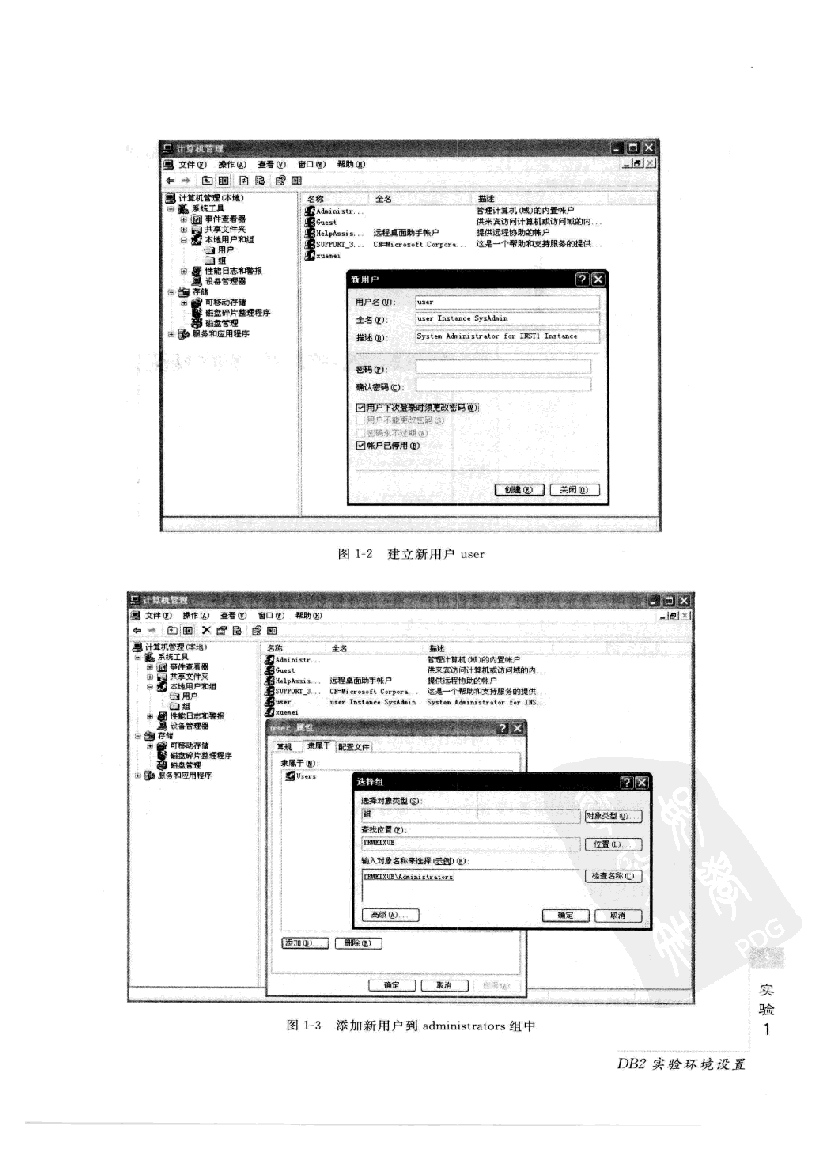 计算机管理
文件(F) 操作(A) 查看(V) 窗口(W) 帮助(H)
计算机管理(本地)
系统工具
事件查看器
共享文件夹
本地用户和组
用户
组
性能日志和警报
设备管理器
存储
可移动存储
磁盘碎片整理程序
磁盘管理
服务和应用程序
名称 全名 描述
Administr... 管理计算机(域)的内置帐户
Guest 供来宾访问计算机或访问域的内...
HelpAssis... 远程桌面助手帐户 提供远程协助的帐户
SUPPORT_3... CN=Microsoft Corpora... 这是一个帮助和支持服务的提供...
xuemei
新用户
用户名(U): user
全名(F): user Instance SysAdmin
描述(D): System Administrator for INST1 Instance
密码(P):
确认密码(C):
用户下次登录时须更改密码(M)
用户不能更改密码(S)
密码永不过期(W)
帐户已停用(B)
创建(E) 关闭(O)
图 1-2 建立新用户 user
计算机管理
文件(F) 操作(A) 查看(V) 窗口(W) 帮助(H)
计算机管理(本地)
系统工具
事件查看器
共享文件夹
本地用户和组
用户
组
性能日志和警报
设备管理器
存储
可移动存储
磁盘碎片整理程序
磁盘管理
服务和应用程序
名称 全名 描述
Administr... 管理计算机(域)的内置帐户
Guest 供来宾访问计算机或访问域的内...
HelpAssis... 远程桌面助手帐户 提供远程协助的帐户
SUPPORT_3... CN=Microsoft Corpora... 这是一个帮助和支持服务的提供...
user user Instance SysAdmin System Administrator for INS...
xuemei
user 属性
常规 隶属于 配置文件
隶属于(M):
Users
选择组
选择对象类型(S):
组 对象类型(O)...
查找位置(F):
IBMEIXUE 位置(L)...
输入对象名称来选择(示例)(E):
IBMEIXUE\Administrators 检查名称(C)
高级(A)... 确定 取消
添加(D)... 删除(R)
确定 取消 应用(A)
图 1-3 添加新用户到 administrators 组中
PDG
实
验
1
DB2 实验环境设置